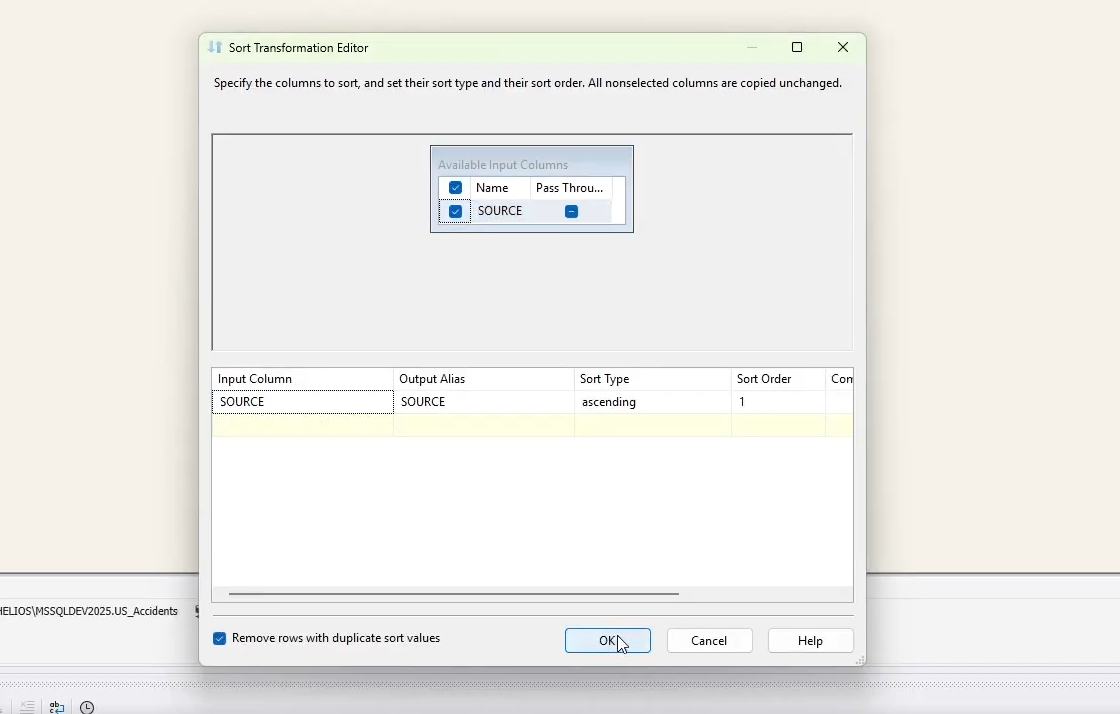 Sort Transformation Editor
Specify the columns to sort, and set their sort type and their sort order. All nonselected columns are copied unchanged.
Available Input Columns
Name Pass Throu...
SOURCE
Input Column Output Alias Sort Type Sort Order Com
SOURCE SOURCE ascending 1
HELIOS\MSSQLDEV2025.US_Accidents
Remove rows with duplicate sort values
OK Cancel Help